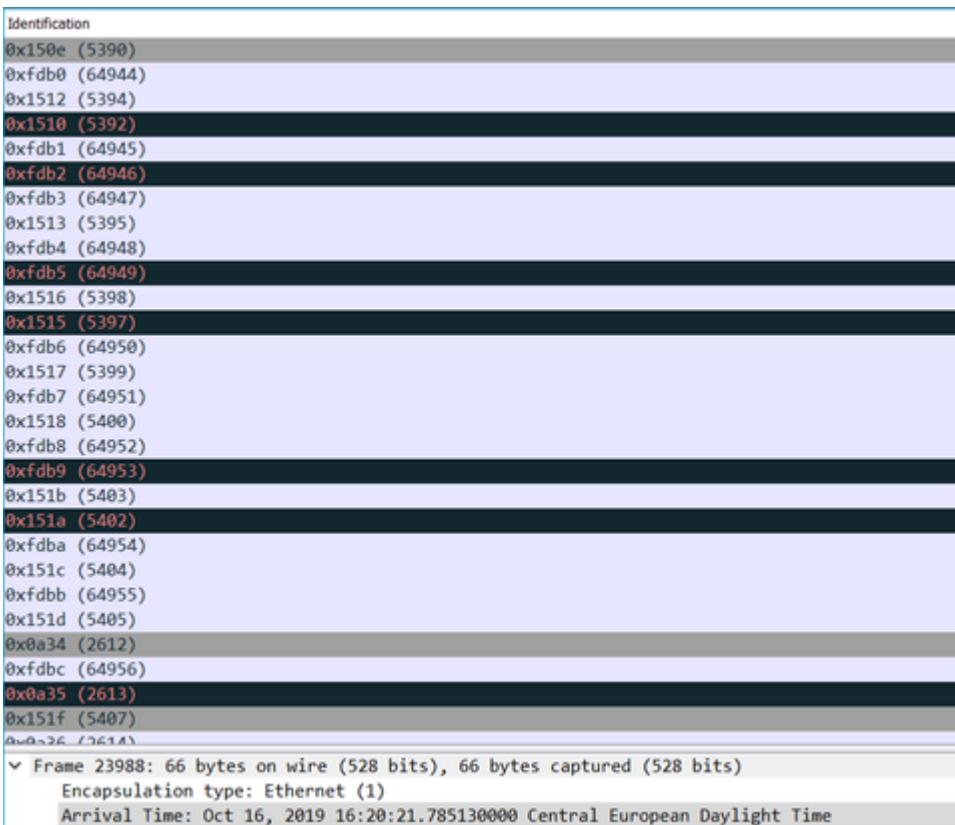 Identification
0x150e (5390)
0xfdb0 (64944)
0x1512 (5394)
0x1510 (5392)
0xfdb1 (64945)
0xfdb2 (64946)
0xfdb3 (64947)
0x1513 (5395)
0xfdb4 (64948)
0xfdb5 (64949)
0x1516 (5398)
0x1515 (5397)
0xfdb6 (64950)
0x1517 (5399)
0xfdb7 (64951)
0x1518 (5400)
0xfdb8 (64952)
0xfdb9 (64953)
0x151b (5403)
0x151a (5402)
0xfdba (64954)
0x151c (5404)
0xfdbb (64955)
0x151d (5405)
0x0a34 (2612)
0xfdbc (64956)
0x0a35 (2613)
0x151f (5407)
0x0a36 (2614)
Frame 23988: 66 bytes on wire (528 bits), 66 bytes captured (528 bits)
Encapsulation type: Ethernet (1)
Arrival Time: Oct 16, 2019 16:20:21.785130000 Central European Daylight Time